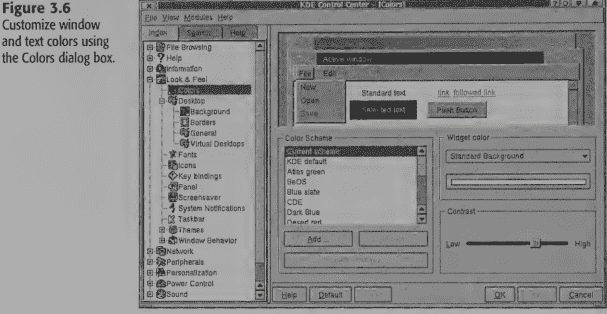 Figure 3.6
Customize window
and text colors using
the Colors dialog box.
KDE Control Center - [Colors]
File View Modules Help
Index
Help
File Browsing
Help
Information
Look & Feel
Colors
Desktop
Background
Borders
General
Virtual Desktops
Fonts
Icons
Key bindings
Panel
Screensaver
System Notifications
Taskbar
Themes
Window Behavior
Network
Peripherals
Personalization
Power Control
Sound
Active window
File Edit
New
Open
Save
Standard text
Selected text
link followed link
Push Button
Color Scheme
Current scheme
KDE default
Atlas green
BeOS
Blue slate
CDE
Dark Blue
Desert red
Add ...
Widget color
Standard Background
Contrast
Low
High
Help
Default
OK
Cancel